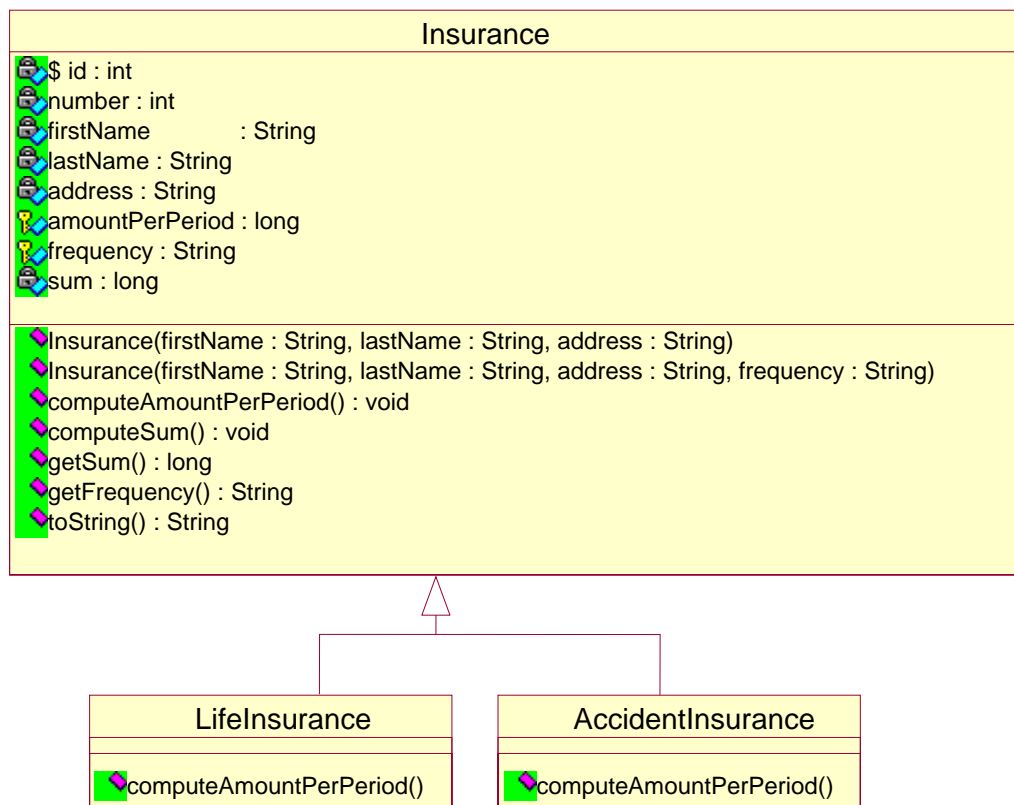 Insurance
$ id : int
number : int
firstName : String
lastName : String
address : String
amountPerPeriod : long
frequency : String
sum : long
Insurance(firstName : String, lastName : String, address : String)
Insurance(firstName : String, lastName : String, address : String, frequency : String)
computeAmountPerPeriod() : void
computeSum() : void
getSum() : long
getFrequency() : String
toString() : String
LifeInsurance
computeAmountPerPeriod()
AccidentInsurance
computeAmountPerPeriod()